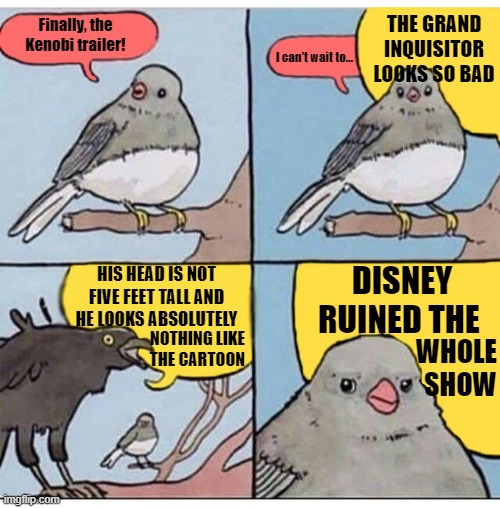 Finally, the
Kenobi trailer!
I can't wait to...
THE GRAND
INQUISITOR
LOOKS SO BAD
HIS HEAD IS NOT
FIVE FEET TALL AND
HE LOOKS ABSOLUTELY
NOTHING LIKE
THE CARTOON
DISNEY
RUINED THE
WHOLE
SHOW
imgflip.com